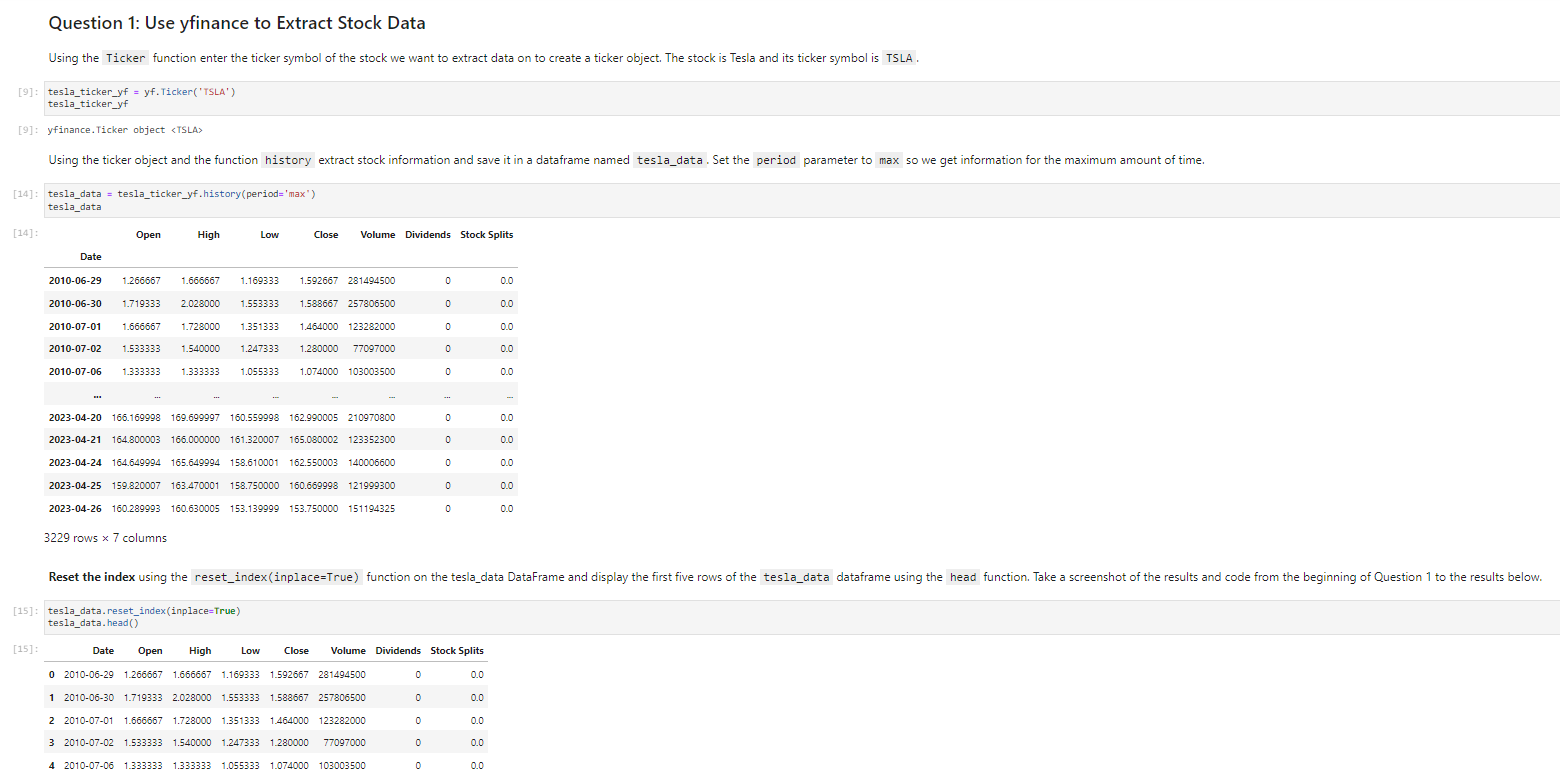 Question 1: Use yfinance to Extract Stock Data
Using the Ticker function enter the ticker symbol of the stock we want to extract data on to create a ticker object. The stock is Tesla and its ticker symbol is TSLA.
[9]: tesla_ticker_yf = yf.Ticker('TSLA')
tesla_ticker_yf
[9]: yfinance.Ticker object <TSLA>
Using the ticker object and the function history extract stock information and save it in a dataframe named tesla_data. Set the period parameter to max so we get information for the maximum amount of time.
[14]: tesla_data = tesla_ticker_yf.history(period='max')
tesla_data
[14]: Open High Low Close Volume Dividends Stock Splits
Date
2010-06-29 1.266667 1.666667 1.169333 1.592667 281494500 0 0.0
2010-06-30 1.719333 2.028000 1.553333 1.588667 257806500 0 0.0
2010-07-01 1.666667 1.728000 1.351333 1.464000 123282000 0 0.0
2010-07-02 1.533333 1.540000 1.247333 1.280000 77097000 0 0.0
2010-07-06 1.333333 1.333333 1.055333 1.074000 103003500 0 0.0
... ... ... ... ... ... ... ...
2023-04-20 166.169998 169.699997 160.559998 162.990005 210970800 0 0.0
2023-04-21 164.800003 166.000000 161.320007 165.080002 123352300 0 0.0
2023-04-24 164.649994 165.649994 158.610001 162.550003 140006600 0 0.0
2023-04-25 159.820007 163.470001 158.750000 160.669998 121999300 0 0.0
2023-04-26 160.289993 160.630005 153.139999 153.750000 151194325 0 0.0
3229 rows × 7 columns
Reset the index using the reset_index(inplace=True) function on the tesla_data DataFrame and display the first five rows of the tesla_data dataframe using the head function. Take a screenshot of the results and code from the beginning of Question 1 to the results below.
[15]: tesla_data.reset_index(inplace=True)
tesla_data.head()
[15]: Date Open High Low Close Volume Dividends Stock Splits
0 2010-06-29 1.266667 1.666667 1.169333 1.592667 281494500 0 0.0
1 2010-06-30 1.719333 2.028000 1.553333 1.588667 257806500 0 0.0
2 2010-07-01 1.666667 1.728000 1.351333 1.464000 123282000 0 0.0
3 2010-07-02 1.533333 1.540000 1.247333 1.280000 77097000 0 0.0
4 2010-07-06 1.333333 1.333333 1.055333 1.074000 103003500 0 0.0